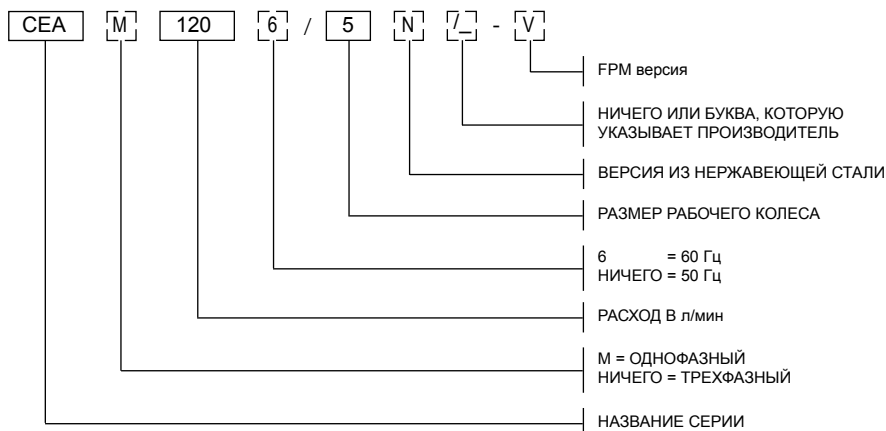 CEA M 120 6 / 5 N /_ - V
FPM версия
НИЧЕГО ИЛИ БУКВА, КОТОРУЮ
УКАЗЫВАЕТ ПРОИЗВОДИТЕЛЬ
ВЕРСИЯ ИЗ НЕРЖАВЕЮЩЕЙ СТАЛИ
РАЗМЕР РАБОЧЕГО КОЛЕСА
6 = 60 Гц
НИЧЕГО = 50 Гц
РАСХОД В л/мин
М = ОДНОФАЗНЫЙ
НИЧЕГО = ТРЕХФАЗНЫЙ
НАЗВАНИЕ СЕРИИ